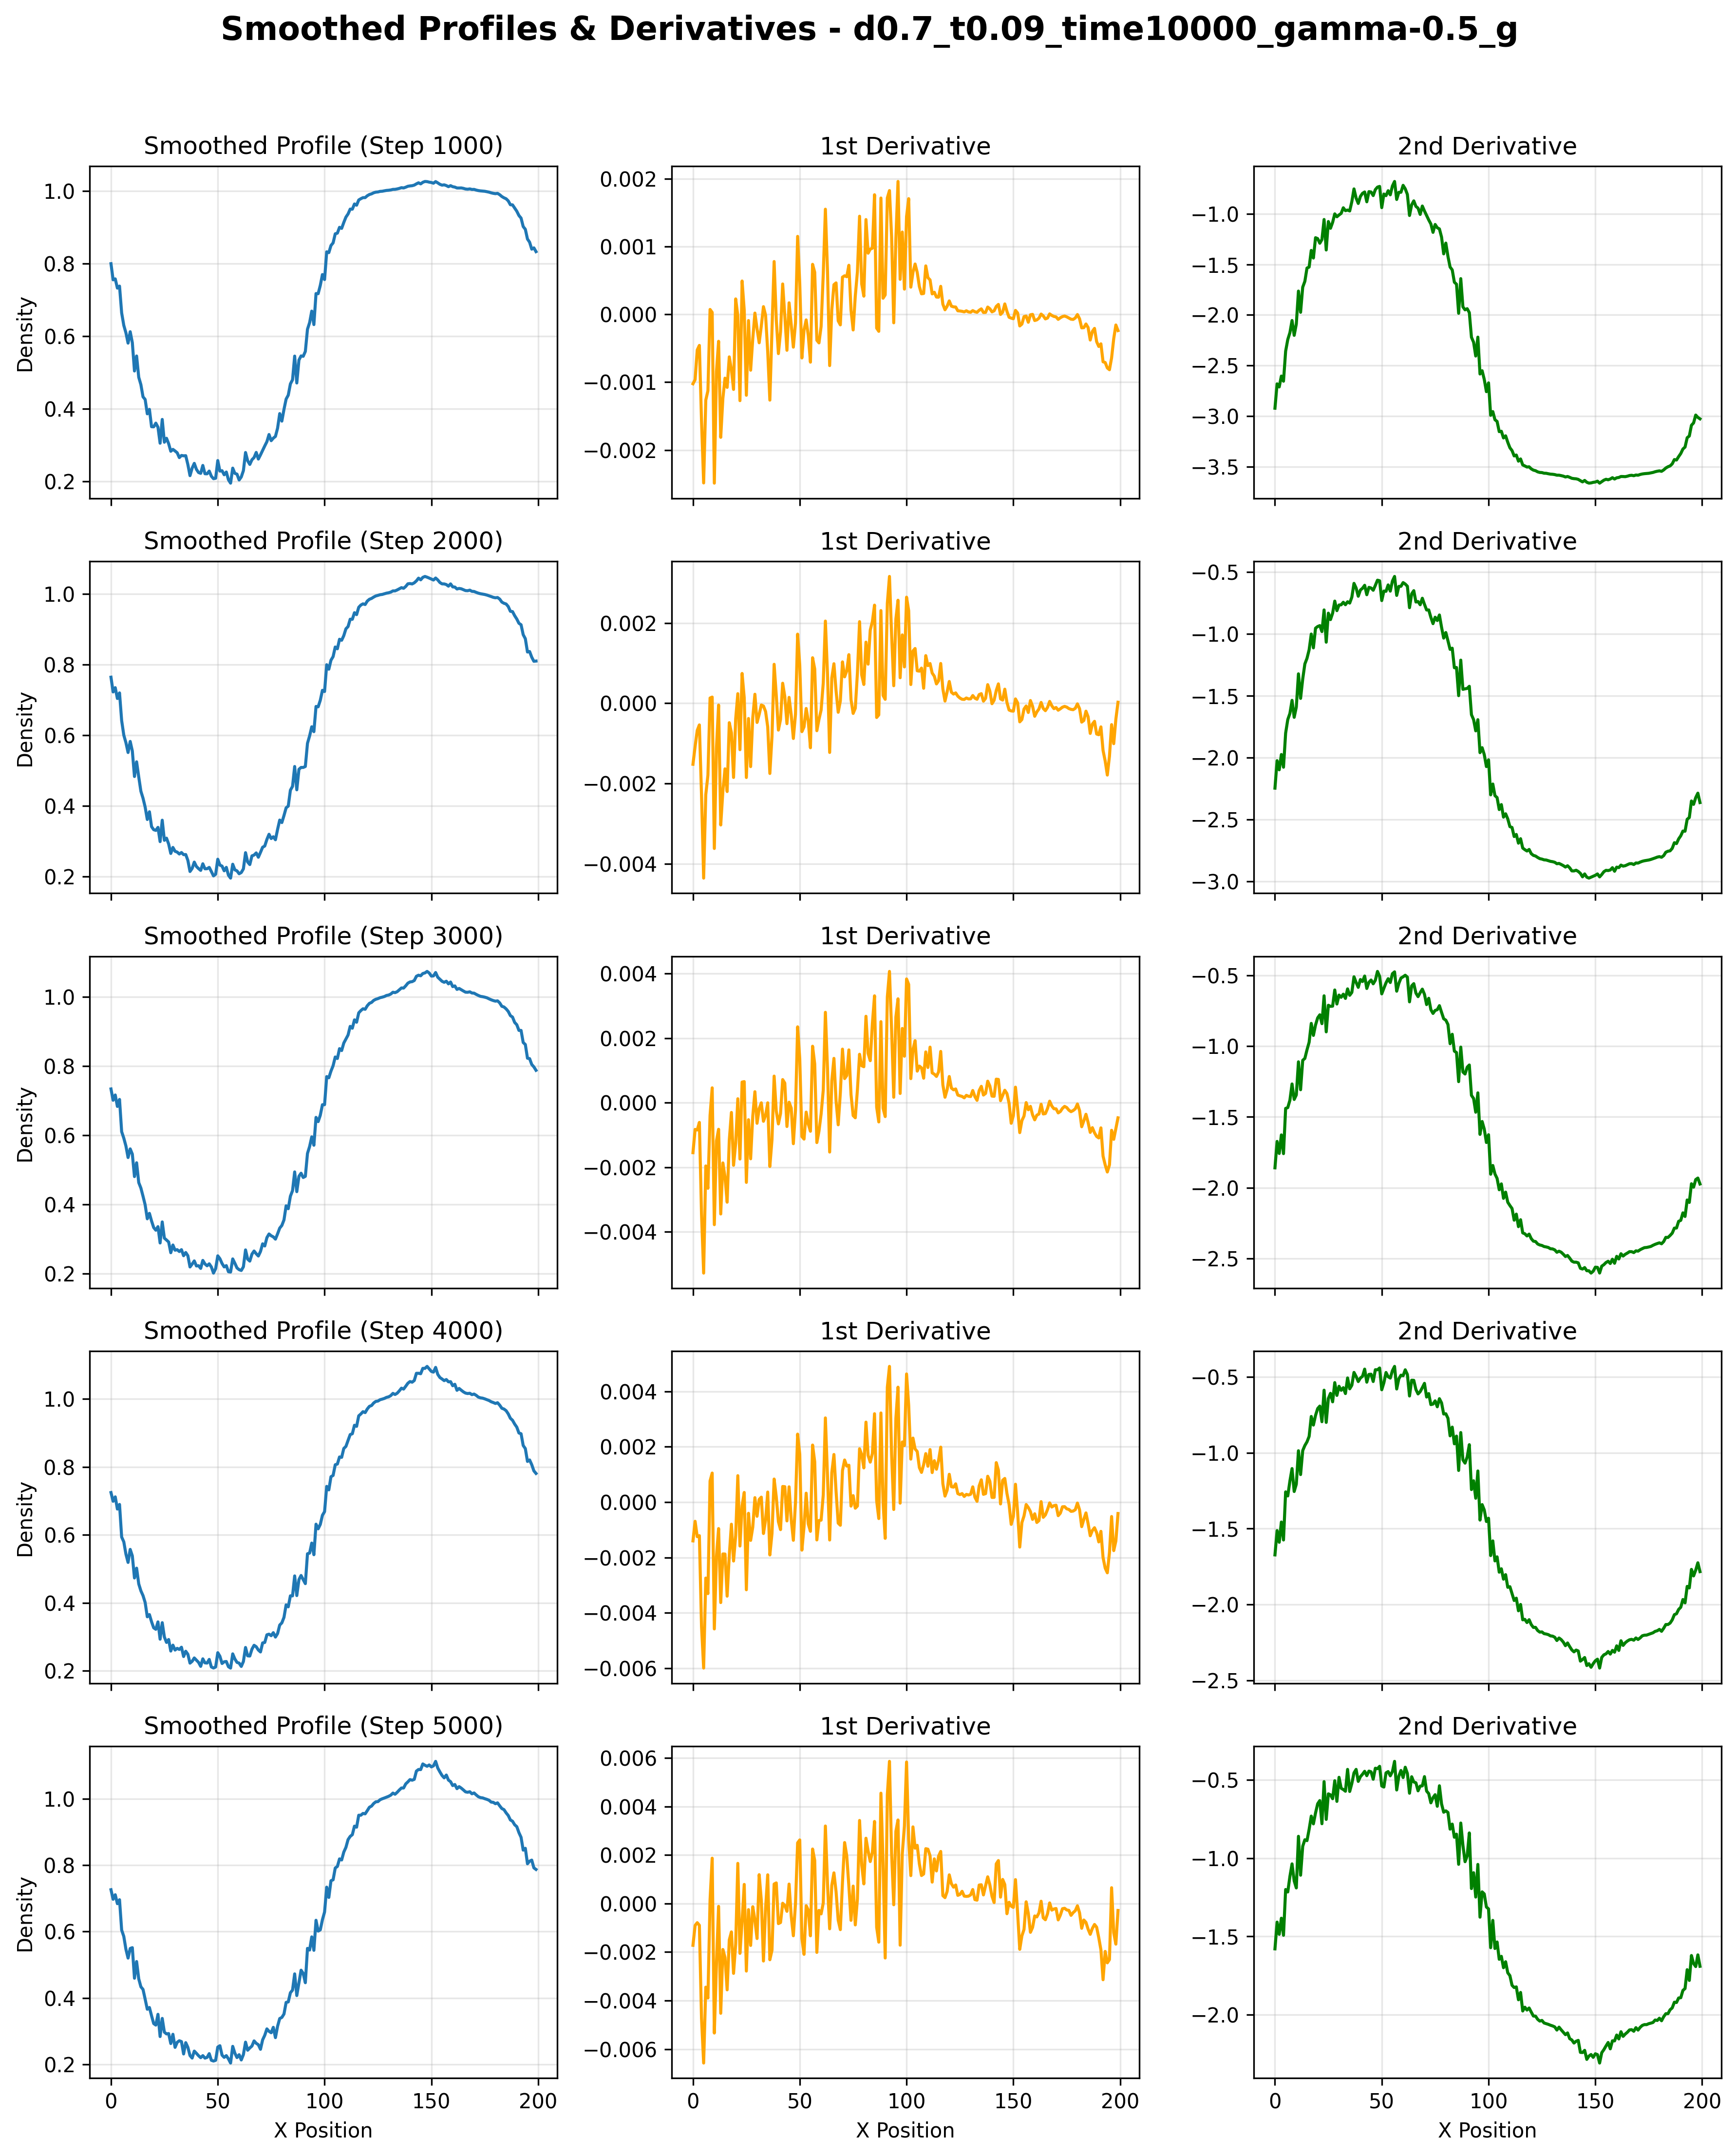 Smoothed Profiles & Derivatives - d0.7_t0.09_time10000_gamma-0.5_g
Smoothed Profile (Step 1000)
1st Derivative
2nd Derivative
Density
1.0
0.8
0.6
0.4
0.2
0.002
0.001
0.000
−0.001
−0.002
−1.0
−1.5
−2.0
−2.5
−3.0
−3.5
Smoothed Profile (Step 2000)
1st Derivative
2nd Derivative
Density
1.0
0.8
0.6
0.4
0.2
0.002
0.000
−0.002
−0.004
−0.5
−1.0
−1.5
−2.0
−2.5
−3.0
Smoothed Profile (Step 3000)
1st Derivative
2nd Derivative
Density
1.0
0.8
0.6
0.4
0.2
0.004
0.002
0.000
−0.002
−0.004
−0.5
−1.0
−1.5
−2.0
−2.5
Smoothed Profile (Step 4000)
1st Derivative
2nd Derivative
Density
1.0
0.8
0.6
0.4
0.2
0.004
0.002
0.000
−0.002
−0.004
−0.006
−0.5
−1.0
−1.5
−2.0
−2.5
Smoothed Profile (Step 5000)
1st Derivative
2nd Derivative
Density
1.0
0.8
0.6
0.4
0.2
0.006
0.004
0.002
0.000
−0.002
−0.004
−0.006
−0.5
−1.0
−1.5
−2.0
0 50 100 150 200
0 50 100 150 200
0 50 100 150 200
X Position
X Position
X Position